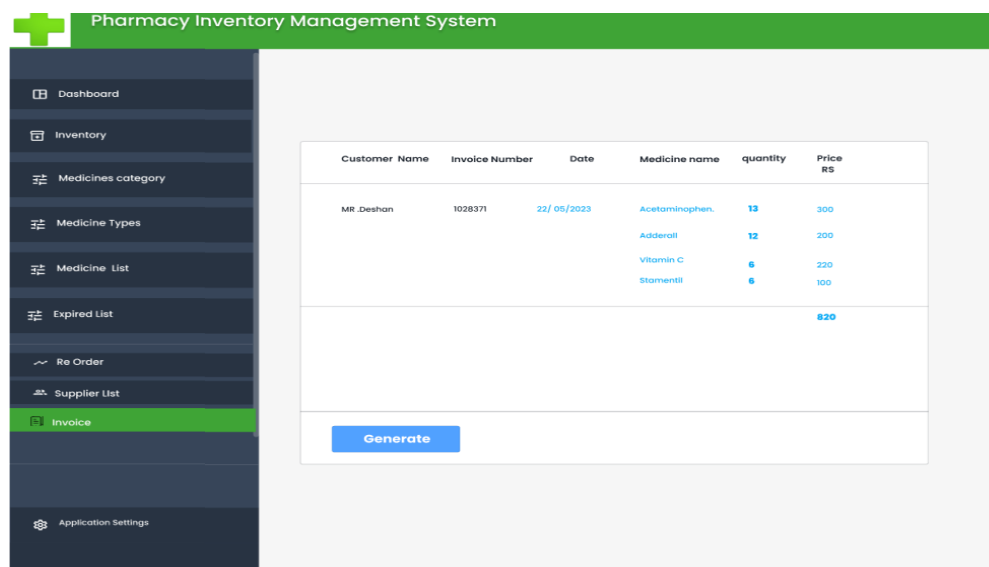 Pharmacy Inventory Management System
Dashboard
Inventory
Medicines category
Medicine Types
Medicine List
Expired List
Re Order
Supplier LIst
Invoice
Application Settings
Customer Name Invoice Number Date Medicine name quantity Price
RS
MR .Deshan 1028371 22/ 05/2023 Acetaminophen. 13 300
Adderall 12 200
Vitamin C 6 220
Stamentil 6 100
820
Generate